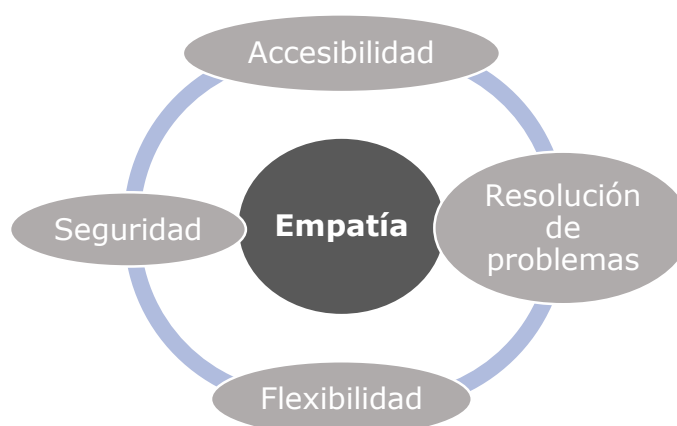 Accesibilidad
Seguridad
Empatía
Resolución
de
problemas
Flexibilidad